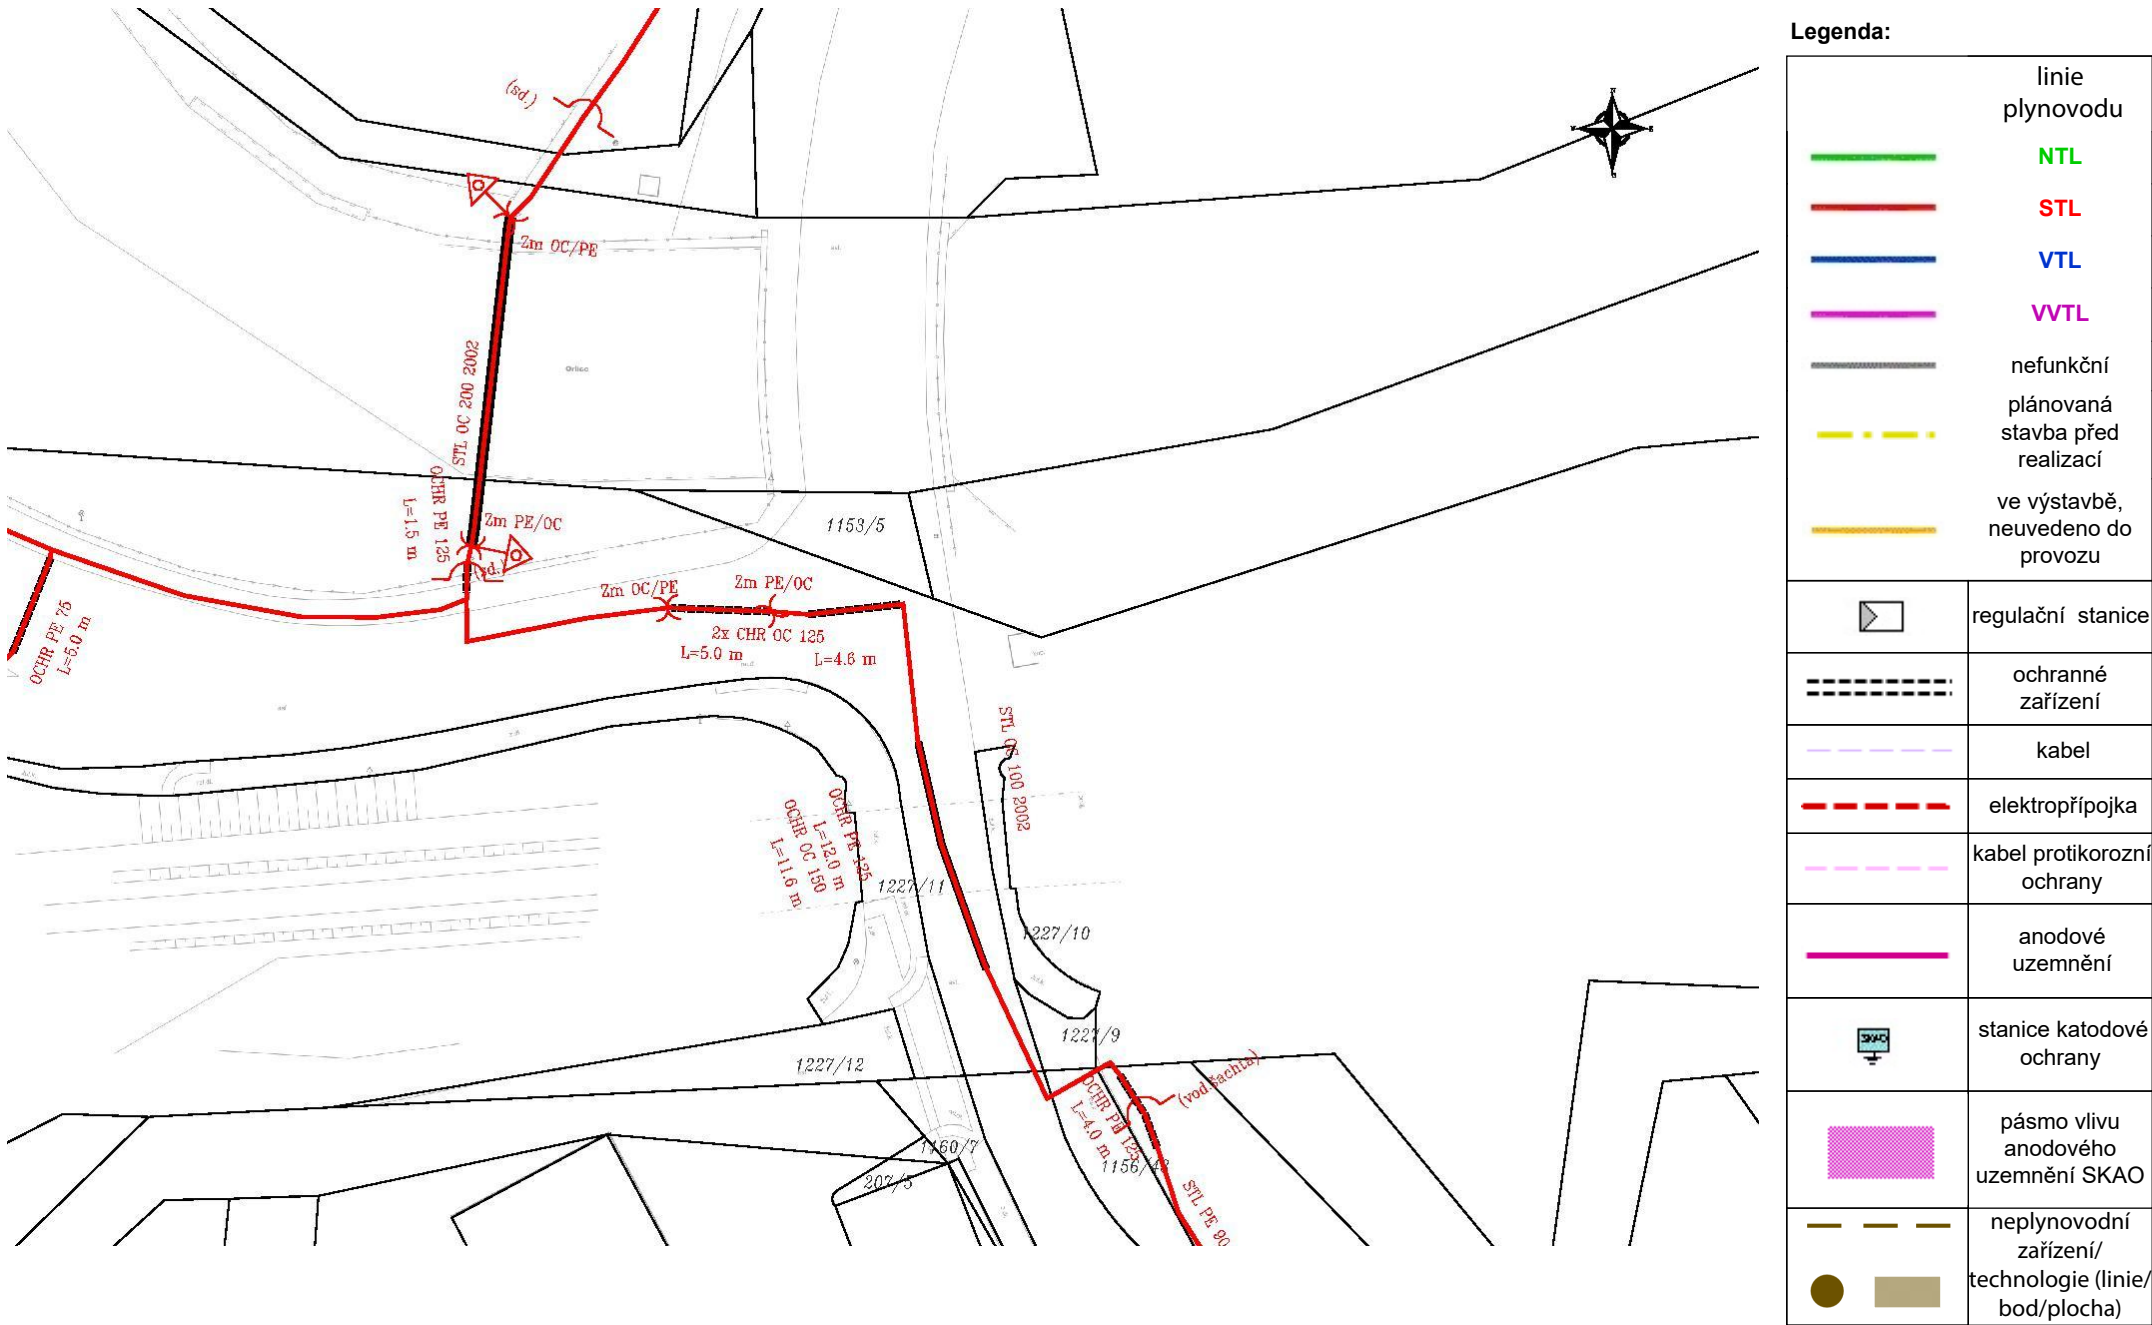 Legenda:
linie
plynovodu
NTL
STL
VTL
VVTL
nefunkční
plánovaná
stavba před
realizací
ve výstavbě,
neuvedeno do
provozu
regulační stanice
ochranné
zařízení
kabel
elektropřípojka
kabel protikorozní
ochrany
anodové
uzemnění
SKAO
stanice katodové
ochrany
pásmo vlivu
anodového
uzemnění SKAO
neplynovodní
zařízení/
technologie (linie/
bod/plocha)
(sd.)
Zm OC/PE
STL OC 200 2002
Orlice
OCHR PE 125
L=1.5 m
Zm PE/OC
(sd.)
1153/5
OCHR PE 75
L=5.0 m
Zm OC/PE
Zm PE/OC
2x CHR OC 125
L=5.0 m
L=4.6 m
STL OC 100 2002
OCHR PE 125
L=12.0 m
OCHR OC 150
L=11.6 m
1227/11
1227/10
1227/9
1227/12
(vod.šachta)
OCHR PE 125
L=4.0 m
1160/7
1156/
207/5
STL PE 90